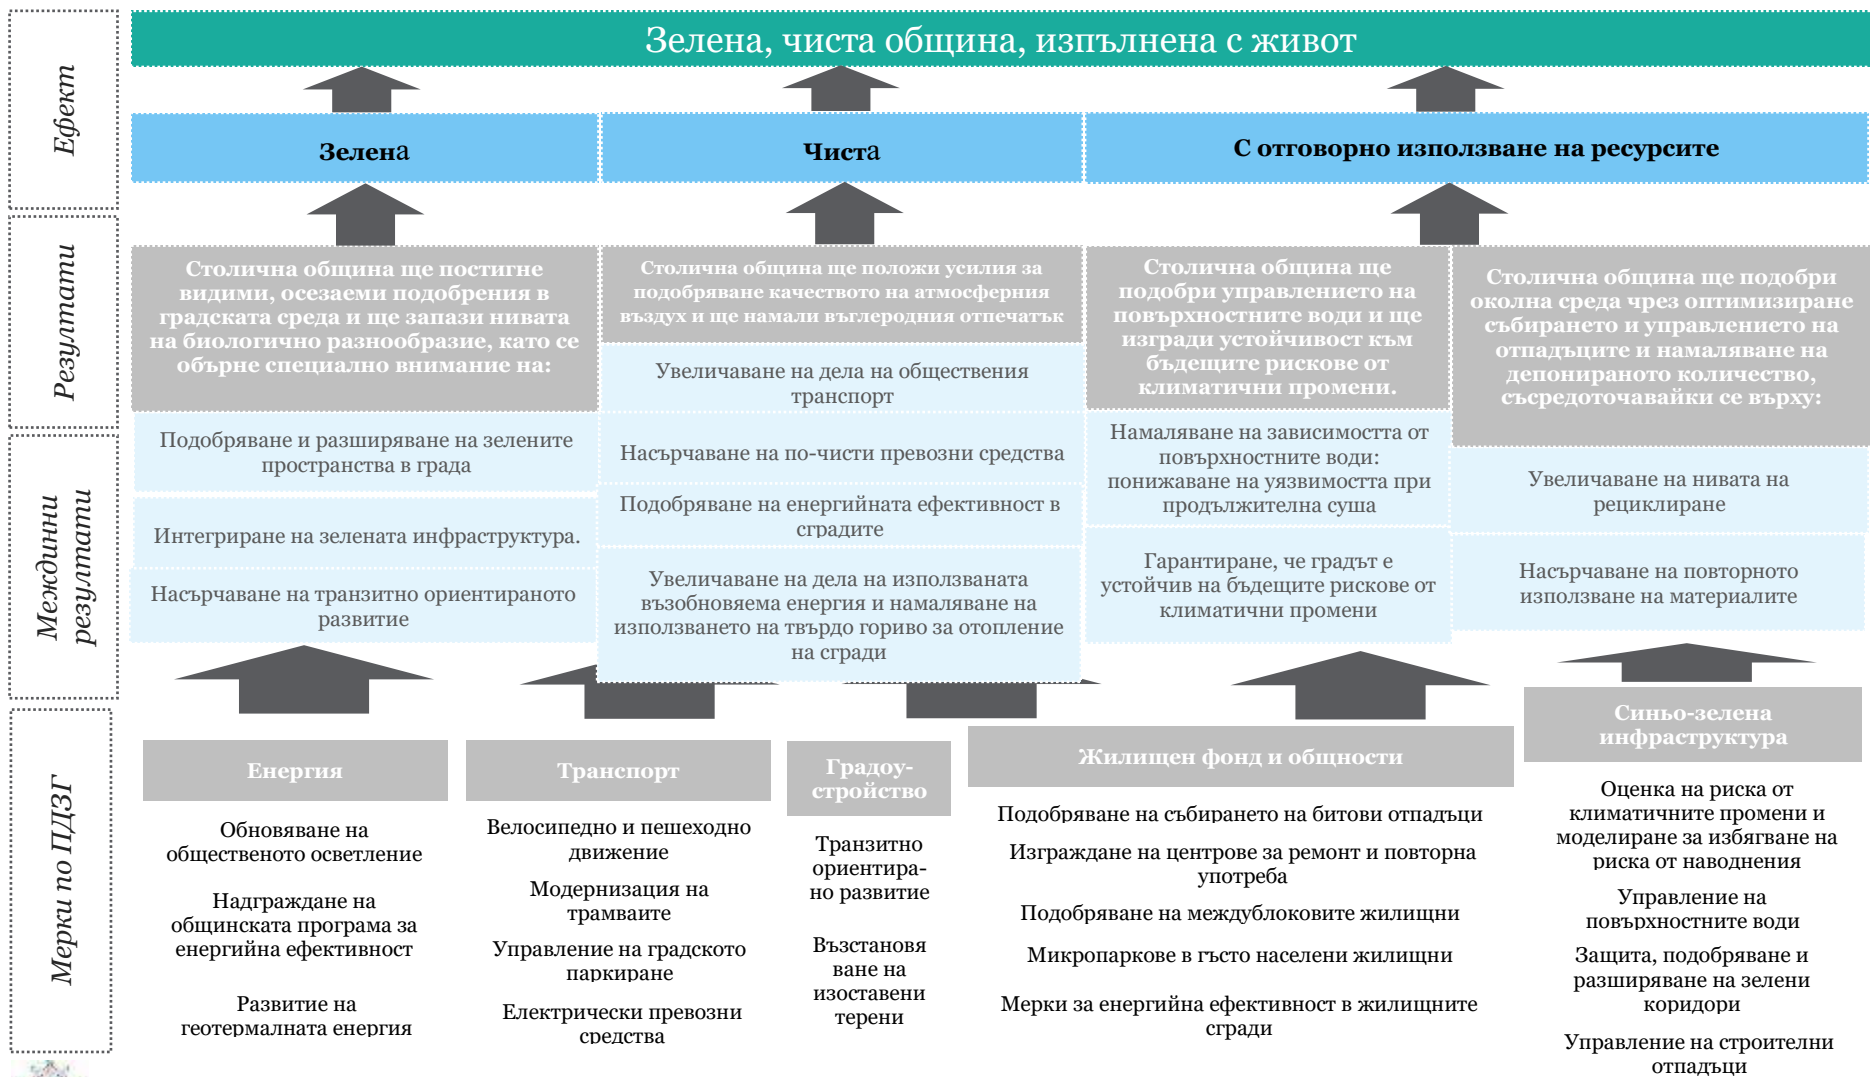 Ефект
Зелена, чиста община, изпълнена с живот
Зелена
Чиста
С отговорно използване на ресурсите
Резултати
Столична община ще постигне
видими, осезаеми подобрения в
градската среда и ще запази нивата
на биологично разнообразие, като се
обърне специално внимание на:
Столична община ще положи усилия за
подобряване качеството на атмосферния
въздух и ще намали въглеродния отпечатък
Столична община ще
подобри управлението на
повърхностните води и ще
изгради устойчивост към
бъдещите рискове от
климатични промени.
Столична община ще подобри
околна среда чрез оптимизиране
събирането и управлението на
отпадъците и намаляване на
депонираното количество,
съсредоточавайки се върху:
Междинни
резултати
Подобряване и разширяване на зелените
пространства в града
Интегриране на зелената инфраструктура.
Насърчаване на транзитно ориентираното
развитие
Увеличаване на дела на обществения
транспорт
Насърчаване на по-чисти превозни средства
Подобряване на енергийната ефективност в
сградите
Увеличаване на дела на използваната
възобновяема енергия и намаляване на
използването на твърдо гориво за отопление
на сгради
Намаляване на зависимостта от
повърхностните води:
понижаване на уязвимостта при
продължителна суша
Гарантиране, че градът е
устойчив на бъдещите рискове от
климатични промени
Увеличаване на нивата на
рециклиране
Насърчаване на повторното
използване на материалите
Мерки по ПДЗГ
Енергия
Обновяване на
общественото осветление
Надграждане на
общинската програма за
енергийна ефективност
Развитие на
геотермалната енергия
Транспорт
Велосипедно и пешеходно
движение
Модернизация на
трамваите
Управление на градското
паркиране
Електрически превозни
средства
Градоу-
стройство
Транзитно
ориентира-
но развитие
Възстановя
ване на
изоставени
терени
Жилищен фонд и общности
Подобряване на събирането на битови отпадъци
Изграждане на центрове за ремонт и повторна
употреба
Подобряване на междублоковите жилищни
Микропаркове в гъсто населени жилищни
Мерки за енергийна ефективност в жилищните
сгради
Синьо-зелена
инфраструктура
Оценка на риска от
климатичните промени и
моделиране за избягване на
риска от наводнения
Управление на
повърхностните води
Защита, подобряване и
разширяване на зелени
коридори
Управление на строителни
отпадъци